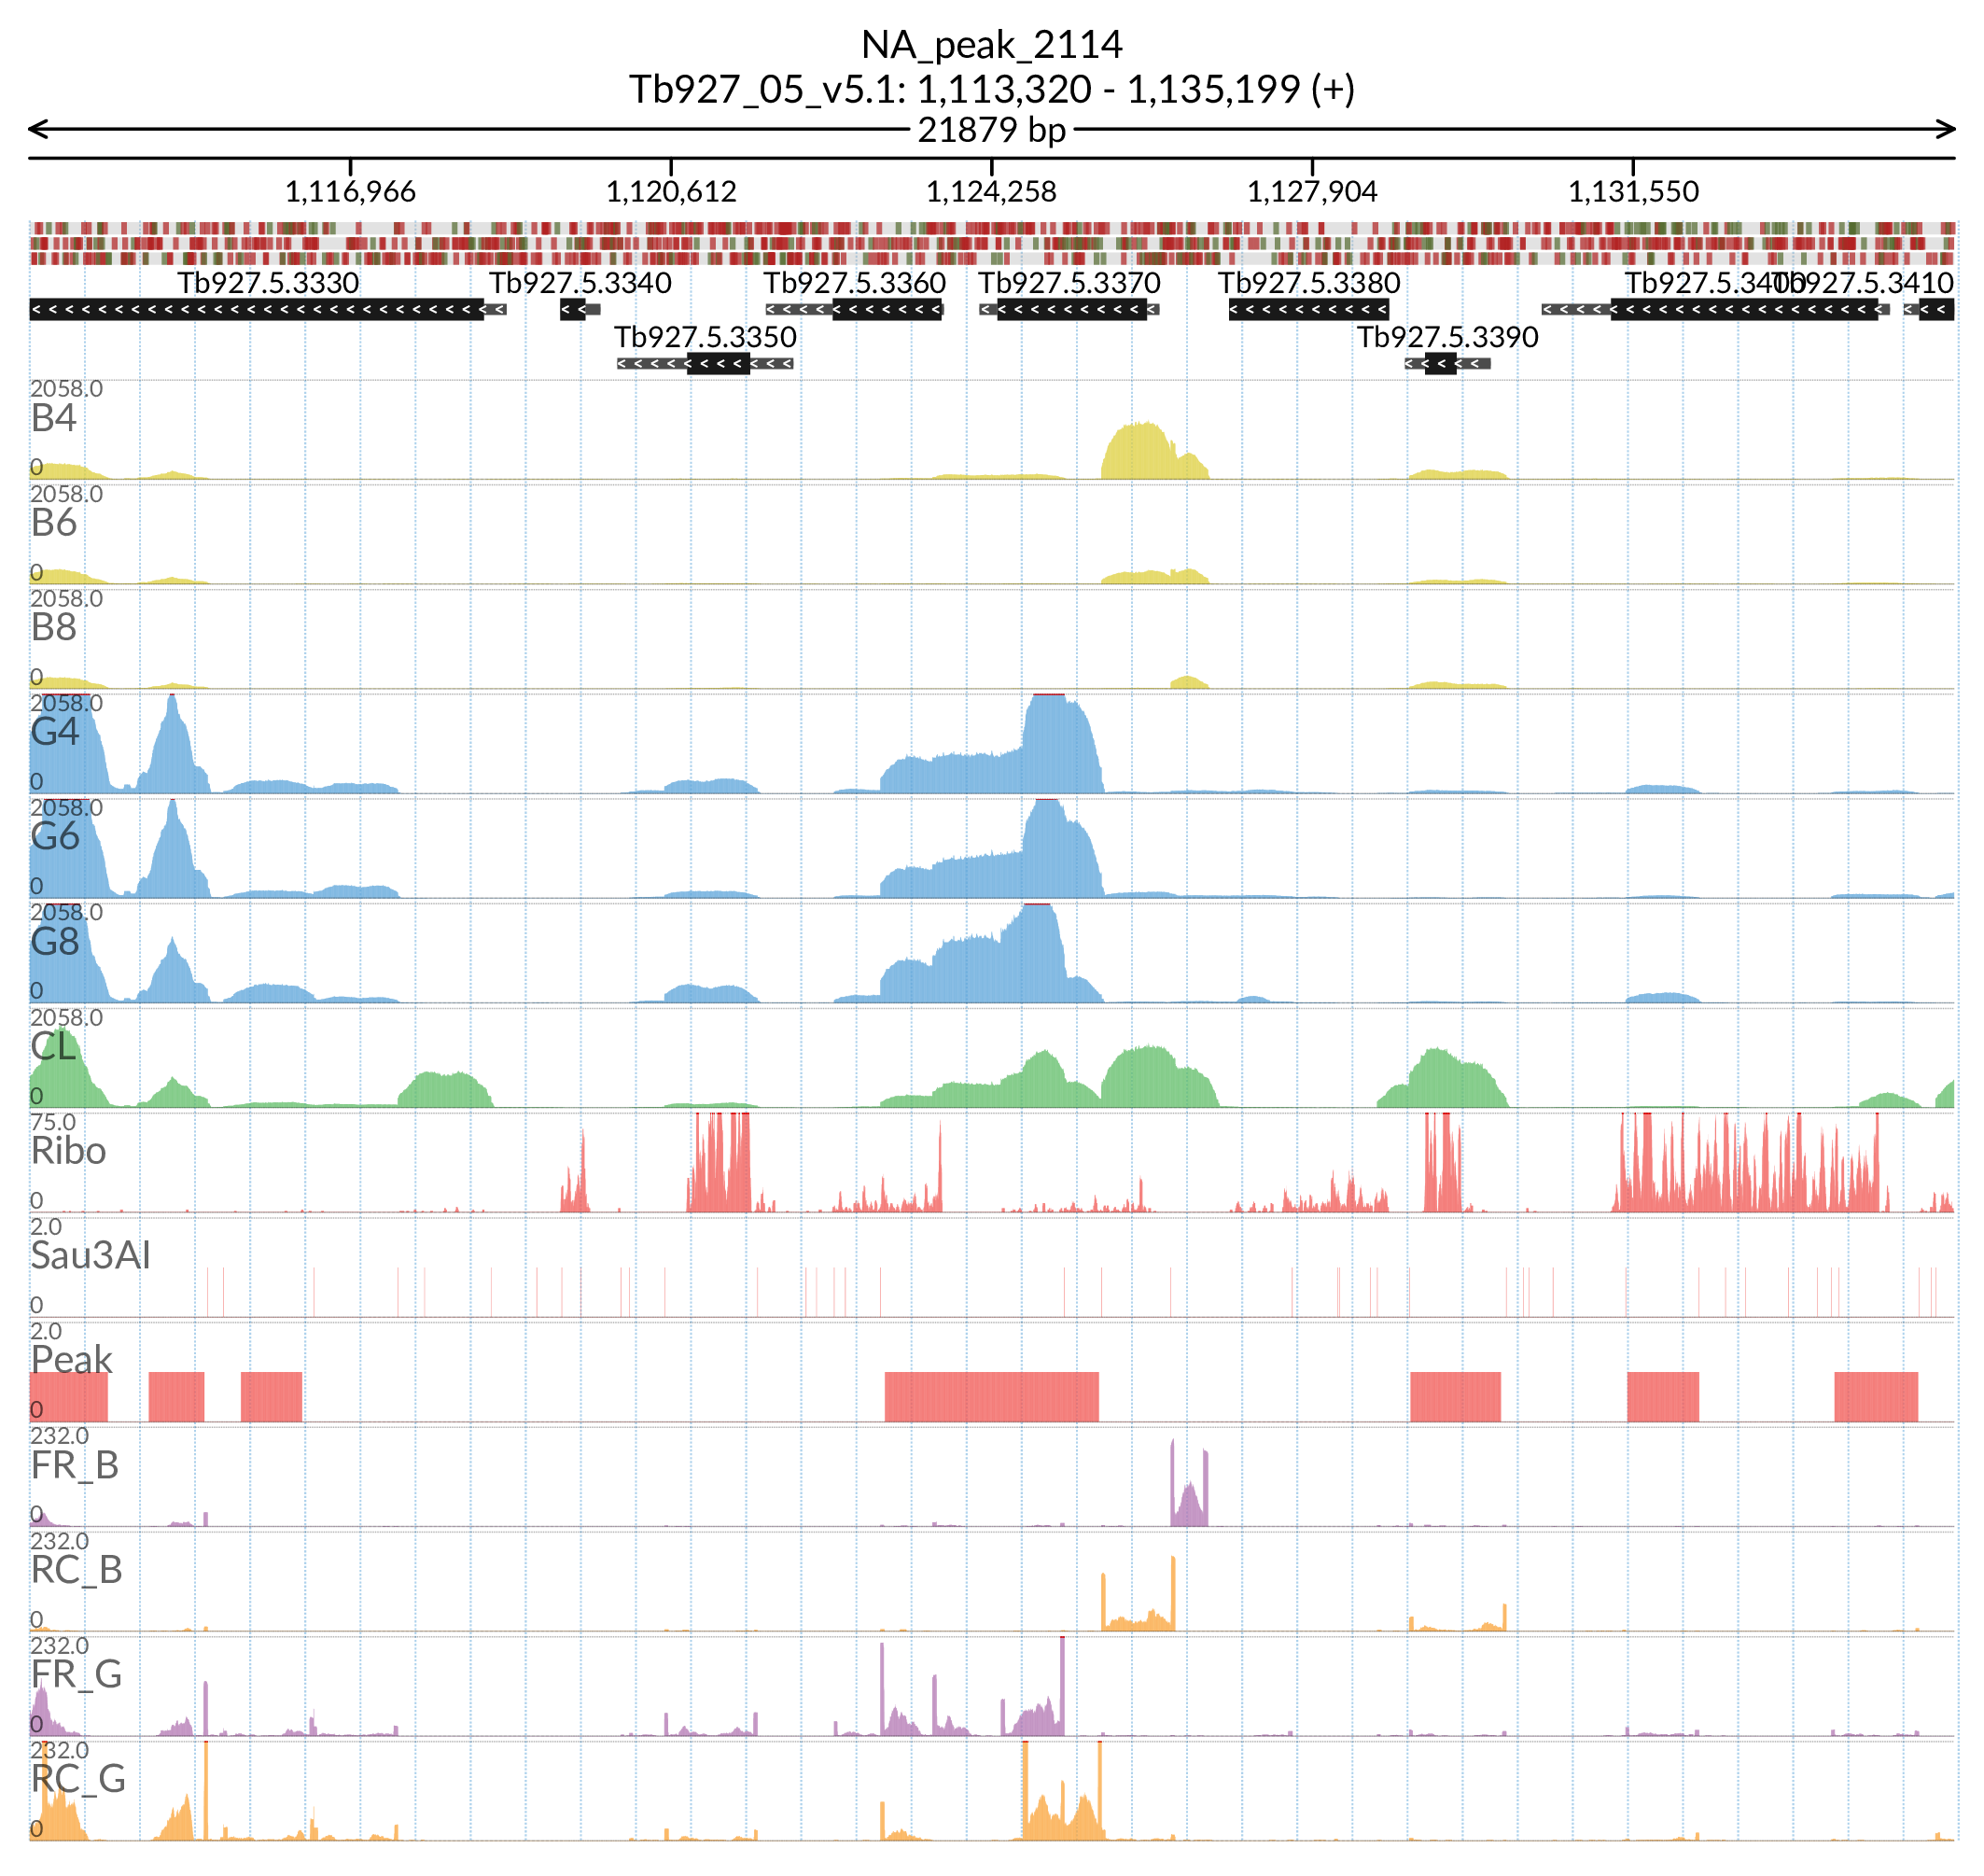 NA_peak_2114
Tb927_05_v5.1: 1,113,320 - 1,135,199 (+)
21879 bp
1,116,966 1,120,612 1,124,258 1,127,904 1,131,550
Tb927.5.3330 Tb927.5.3340 Tb927.5.3360 Tb927.5.3370 Tb927.5.3380 Tb927.5.3400 Tb927.5.3410
Tb927.5.3350 Tb927.5.3390
2058.0
B4
0
2058.0
B6
0
2058.0
B8
0
2058.0
G4
0
2058.0
G6
0
2058.0
G8
0
2058.0
CL
0
75.0
Ribo
0
2.0
Sau3AI
0
2.0
Peak
0
232.0
FR_B
0
232.0
RC_B
0
232.0
FR_G
0
232.0
RC_G
0